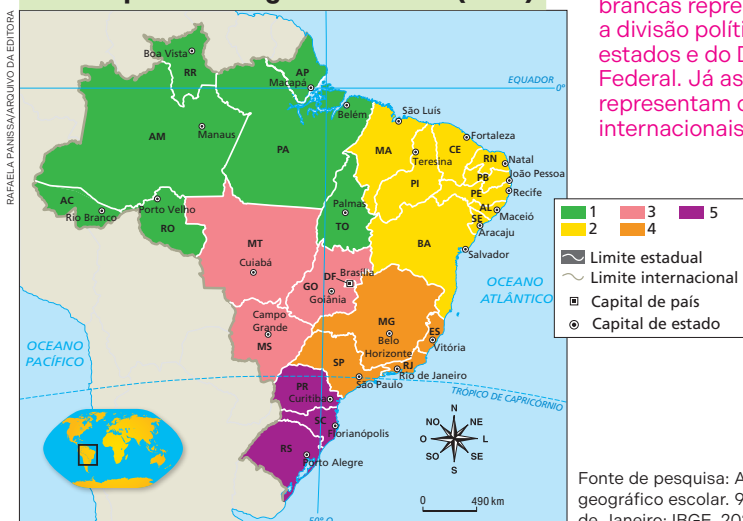 brancas
a divisão
estados e do
Federal. Já as
representam
internacionais
RAFAELA PANISSA/ARQUIVO DA EDITORA
Boa Vista
RR
AP
Macapá
EQUADOR
0°
Belém
São Luís
AM
Manaus
PA
MA
Teresina
CE
Fortaleza
RN
Natal
PB
João Pessoa
PI
PE
Recife
AL
Maceió
SE
Aracaju
AC
Rio Branco
Porto Velho
RO
Palmas
TO
BA
Salvador
MT
Cuiabá
DF
Brasília
GO
Goiânia
OCEANO
ATLÂNTICO
Campo
Grande
MS
MG
Belo
Horizonte
ES
Vitória
OCEANO
PACÍFICO
SP
São Paulo
RJ
Rio de Janeiro
TRÓPICO DE CAPRICÓRNIO
PR
Curitiba
SC
Florianópolis
RS
Porto Alegre
N
NO
NE
O
L
SO
SE
S
0
490 km
50° O
1
3
5
2
4
Limite estadual
Limite internacional
Capital de país
Capital de estado
Fonte de pesquisa:
geográfico escolar. 9
de Janeiro: IBGE,